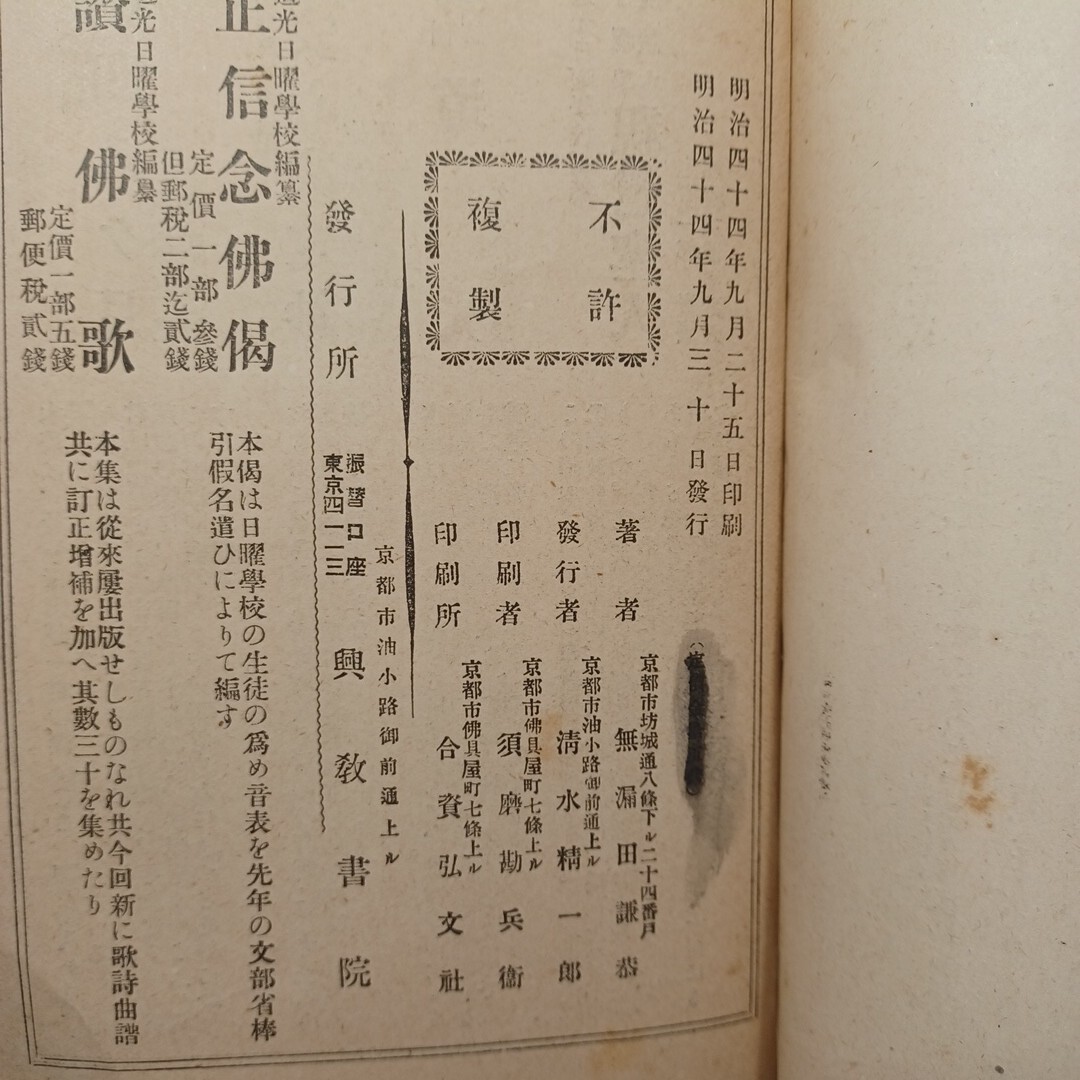 明治四十四年九月二十五日印刷
明治四十四年九月三十日發行
不許
複製
著者
京都市坊城通八條下ル二十四番戸
無漏田謙恭
發行者
京都市油小路御前通上ル
淸水精一郎
印刷者
京都市佛具屋町七條上ル
須磨勘兵衞
印刷所
京都市佛具屋町七條上ル
合資弘文社
京都市油小路御前通上ル
發行所
振替口座
東京四一一三
興敎書院
光日曜學校編纂
正信念佛偈
定價一部參錢
但郵稅二部迄貳錢
本偈は日曜學校の生徒の爲め音表を先年の文部省棒
引假名遣ひによりて編す
光日曜學校編纂
讃佛歌
定價一部五錢
郵便稅貳錢
本集は從來屢出版せしものなれ共今回新に歌詩曲譜
共に訂正增補を加へ其數三十を集めたり